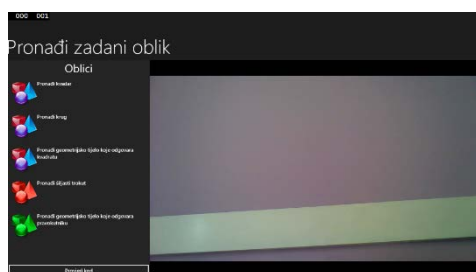 000 001
Pronađi zadani oblik
Oblici
Pronađi kvadar
Pronađi krug
Pronađi geometrijsko tijelo koje odgovara
kvadratu
Pronađi šiljasti trokut
Pronađi geometrijsko tijelo koje odgovara
pravokutniku